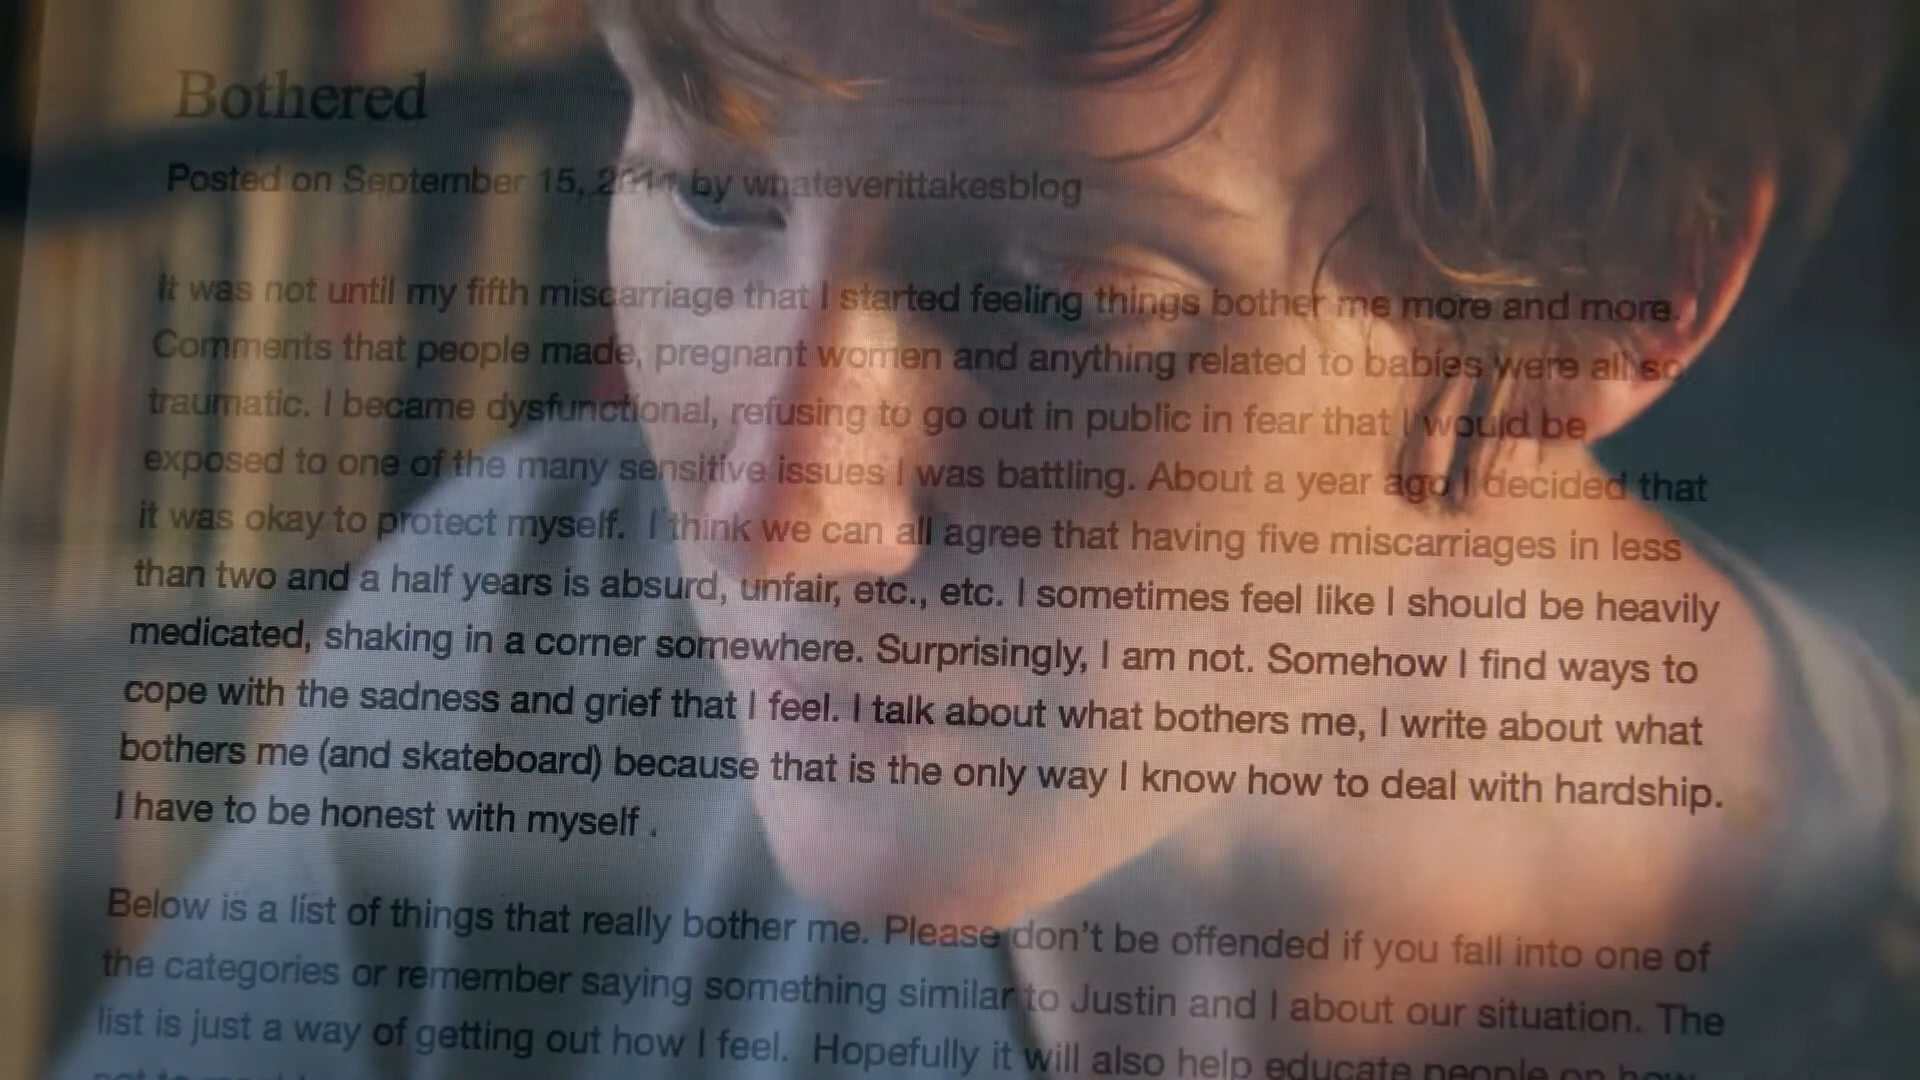 Bothered
Posted on September 15, by whateverittakesblog
It was not until my fifth miscarriage that I started feeling things bother me more and more.
Comments that people made, pregnant women and anything related to babies were all so
traumatic. I became dysfunctional, refusing to go out in public in fear that I would be
exposed to one of the many sensitive issues I was battling. About a year ago I decided that
it was okay to protect myself. I think we can all agree that having five miscarriages in less
than two and a half years is absurd, unfair, etc., etc. I sometimes feel like I should be heavily
medicated, shaking in a corner somewhere. Surprisingly, I am not. Somehow I find ways to
cope with the sadness and grief that I feel. I talk about what bothers me, I write about what
bothers me (and skateboard) because that is the only way I know how to deal with hardship.
I have to be honest with myself .
Below is a list of things that really bother me. Please don't be offended if you fall into one of
the categories or remember saying something similar to Justin and I about our situation. The
list is just a way of getting out how I feel. Hopefully it will also help educate people on how